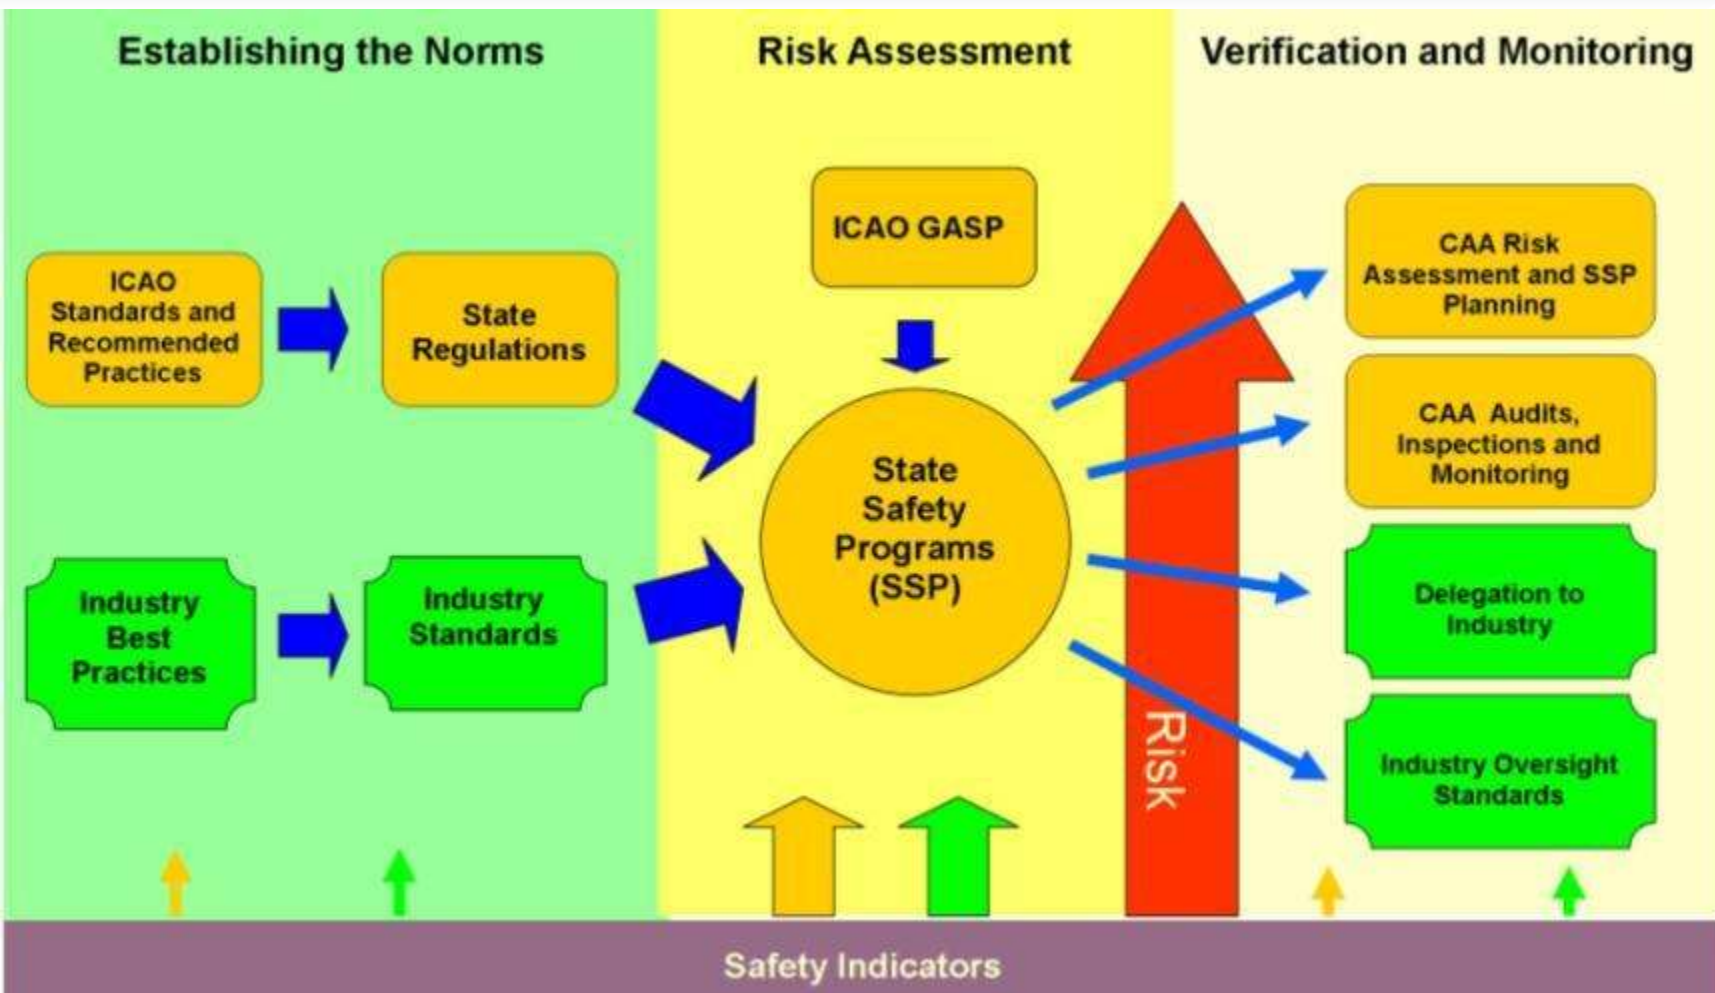 Establishing the Norms
Risk Assessment
Verification and Monitoring
ICAO
Standards and
Recommended
Practices
State
Regulations
Industry
Best
Practices
Industry
Standards
ICAO GASP
State
Safety
Programs
(SSP)
Risk
CAA Risk
Assessment and SSP
Planning
CAA Audits,
Inspections and
Monitoring
Delegation to
Industry
Industry Oversight
Standards
Safety Indicators